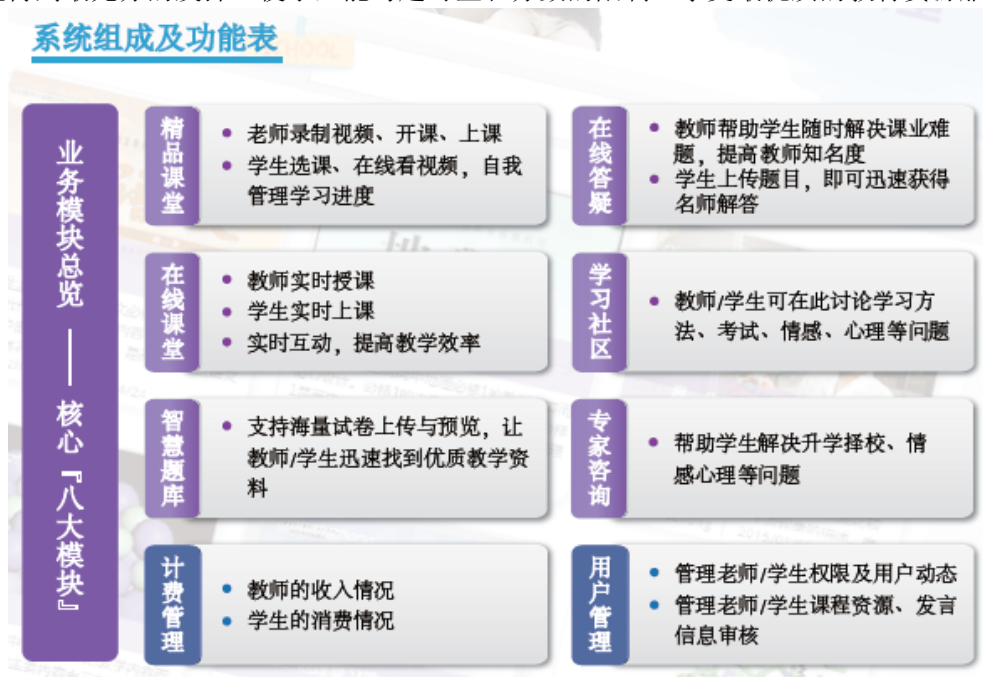 系统组成及功能表
业务模块总览 —— 核心『八大模块』
精品课堂
• 老师录制视频、开课、上课
• 学生选课、在线看视频，自我
管理学习进度
在线答疑
• 教师帮助学生随时解决课业难
题，提高教师知名度
• 学生上传题目，即可迅速获得
名师解答
在线课堂
• 教师实时授课
• 学生实时上课
• 实时互动，提高教学效率
学习社区
• 教师/学生可在此讨论学习方
法、考试、情感、心理等问题
智慧题库
• 支持海量试卷上传与预览，让
教师/学生迅速找到优质教学资
料
专家咨询
• 帮助学生解决升学择校、情
感心理等问题
计费管理
• 教师的收入情况
• 学生的消费情况
用户管理
• 管理老师/学生权限及用户动态
• 管理老师/学生课程资源、发言
信息审核